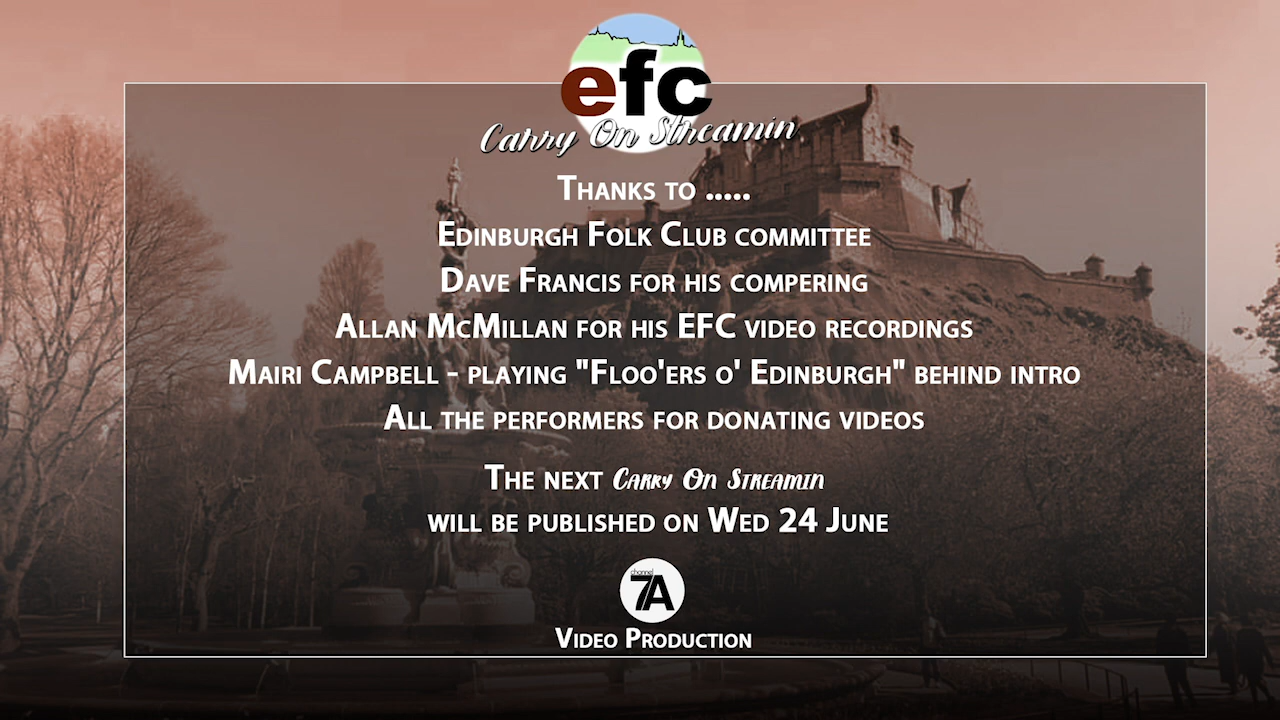 efc
Carry On Streamin
Thanks to .....
Edinburgh Folk Club committee
Dave Francis for his compering
Allan McMillan for his EFC video recordings
Mairi Campbell - playing "Floo'ers o' Edinburgh" behind intro
All the performers for donating videos
The next Carry On Streamin
will be published on Wed 24 June
channel
7A
Video Production